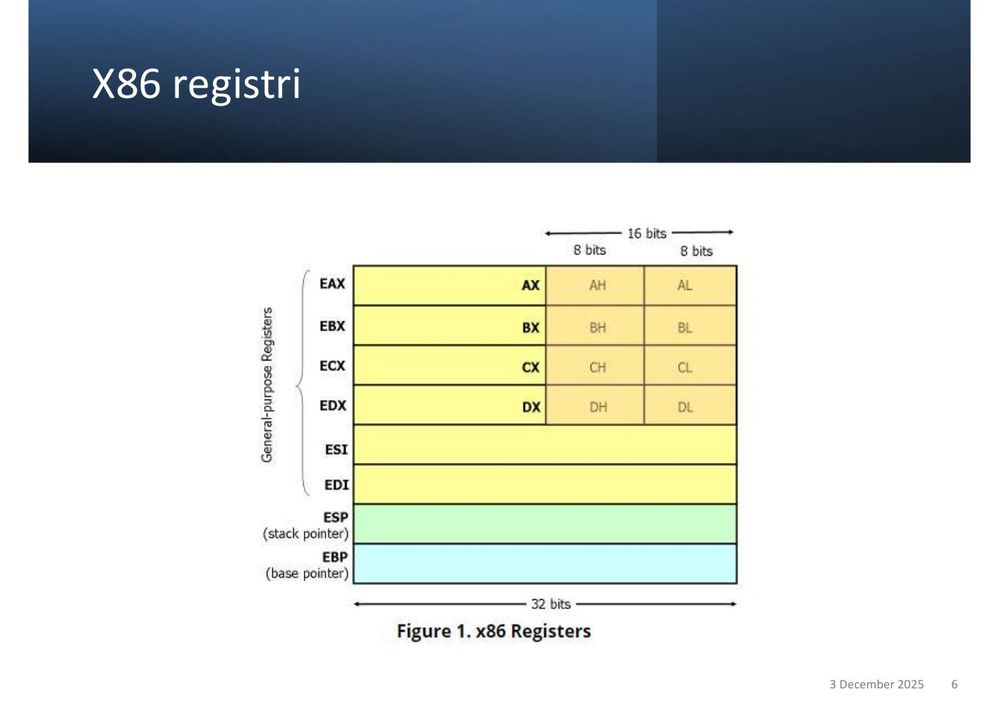 X86 registri
16 bits
8 bits 8 bits
General-purpose Registers
EAX AX AH AL
EBX BX BH BL
ECX CX CH CL
EDX DX DH DL
ESI
EDI
ESP
(stack pointer)
EBP
(base pointer)
32 bits
Figure 1. x86 Registers
3 December 2025 6